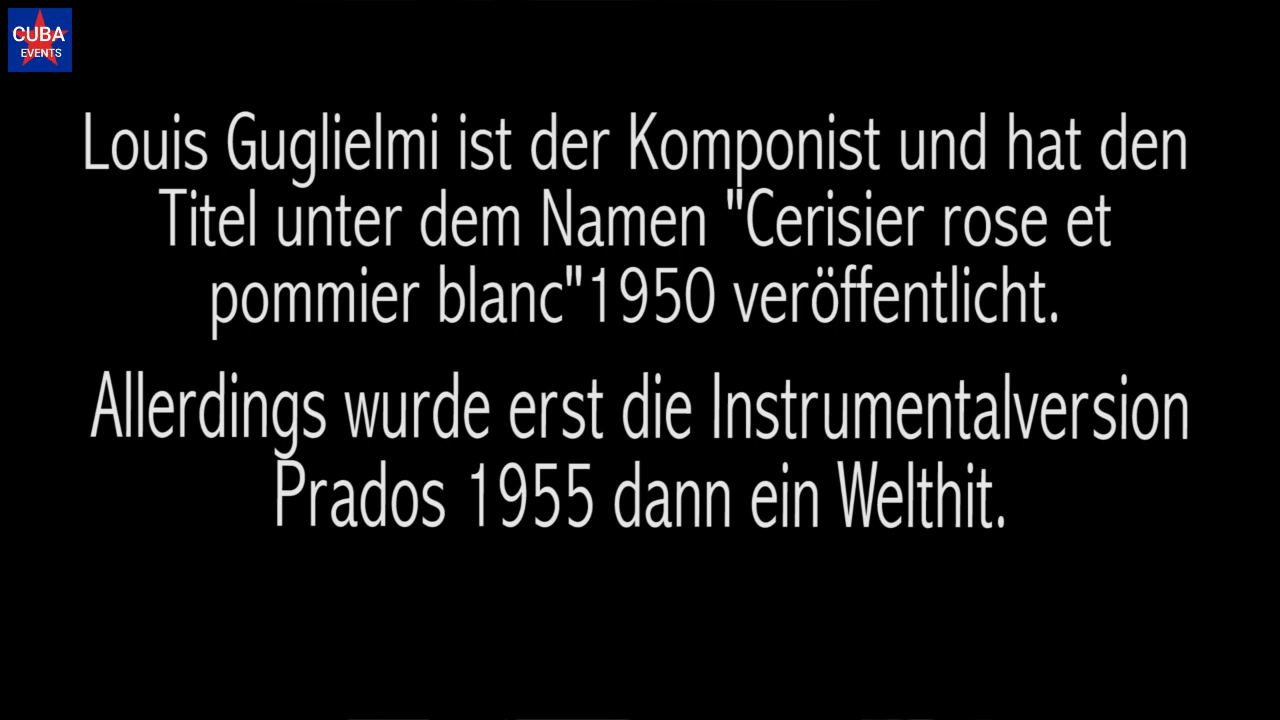 CUBA
EVENTS
Louis Guglielmi ist der Komponist und hat den
Titel unter dem Namen "Cerisier rose et
pommier blanc"1950 veröffentlicht.
Allerdings wurde erst die Instrumentalversion
Prados 1955 dann ein Welthit.